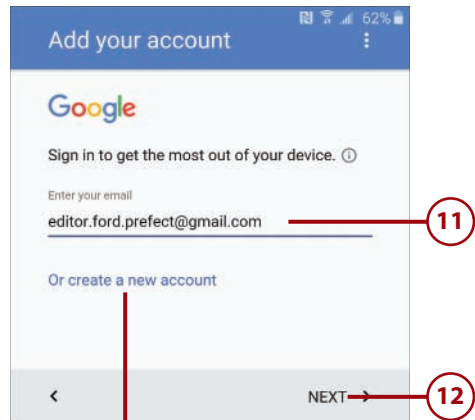 62%
Add your account
Google
Sign in to get the most out of your device.
Enter your email
editor.ford.prefect@gmail.com
11
Or create a new account
NEXT
12